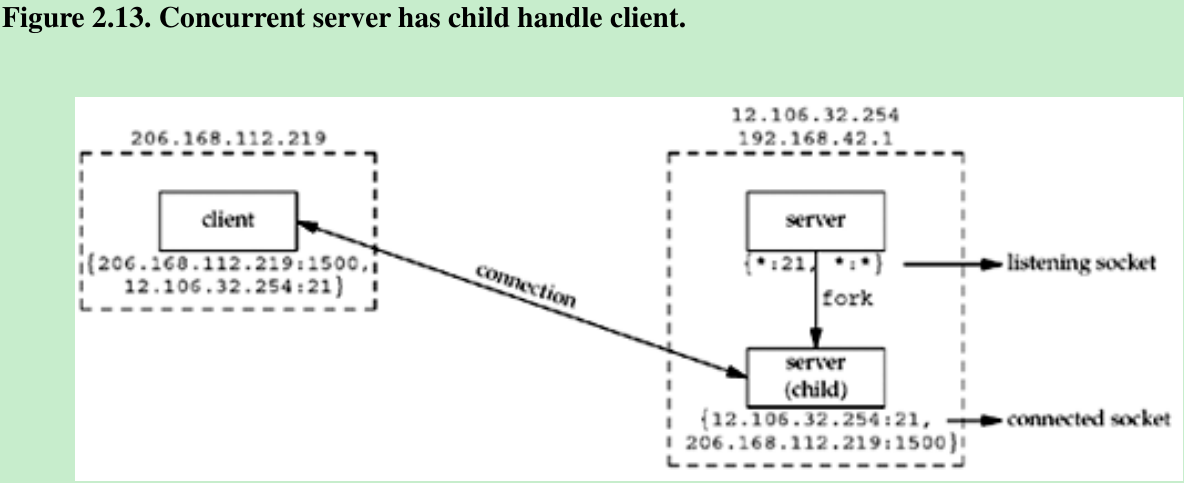 Figure 2.13. Concurrent server has child handle client.
206.168.112.219
client
{206.168.112.219:1500,
12.106.32.254:21}
connection
12.106.32.254
192.168.42.1
server
{*:21, *:*}
listening socket
fork
server
(child)
{12.106.32.254:21,
206.168.112.219:1500}
connected socket